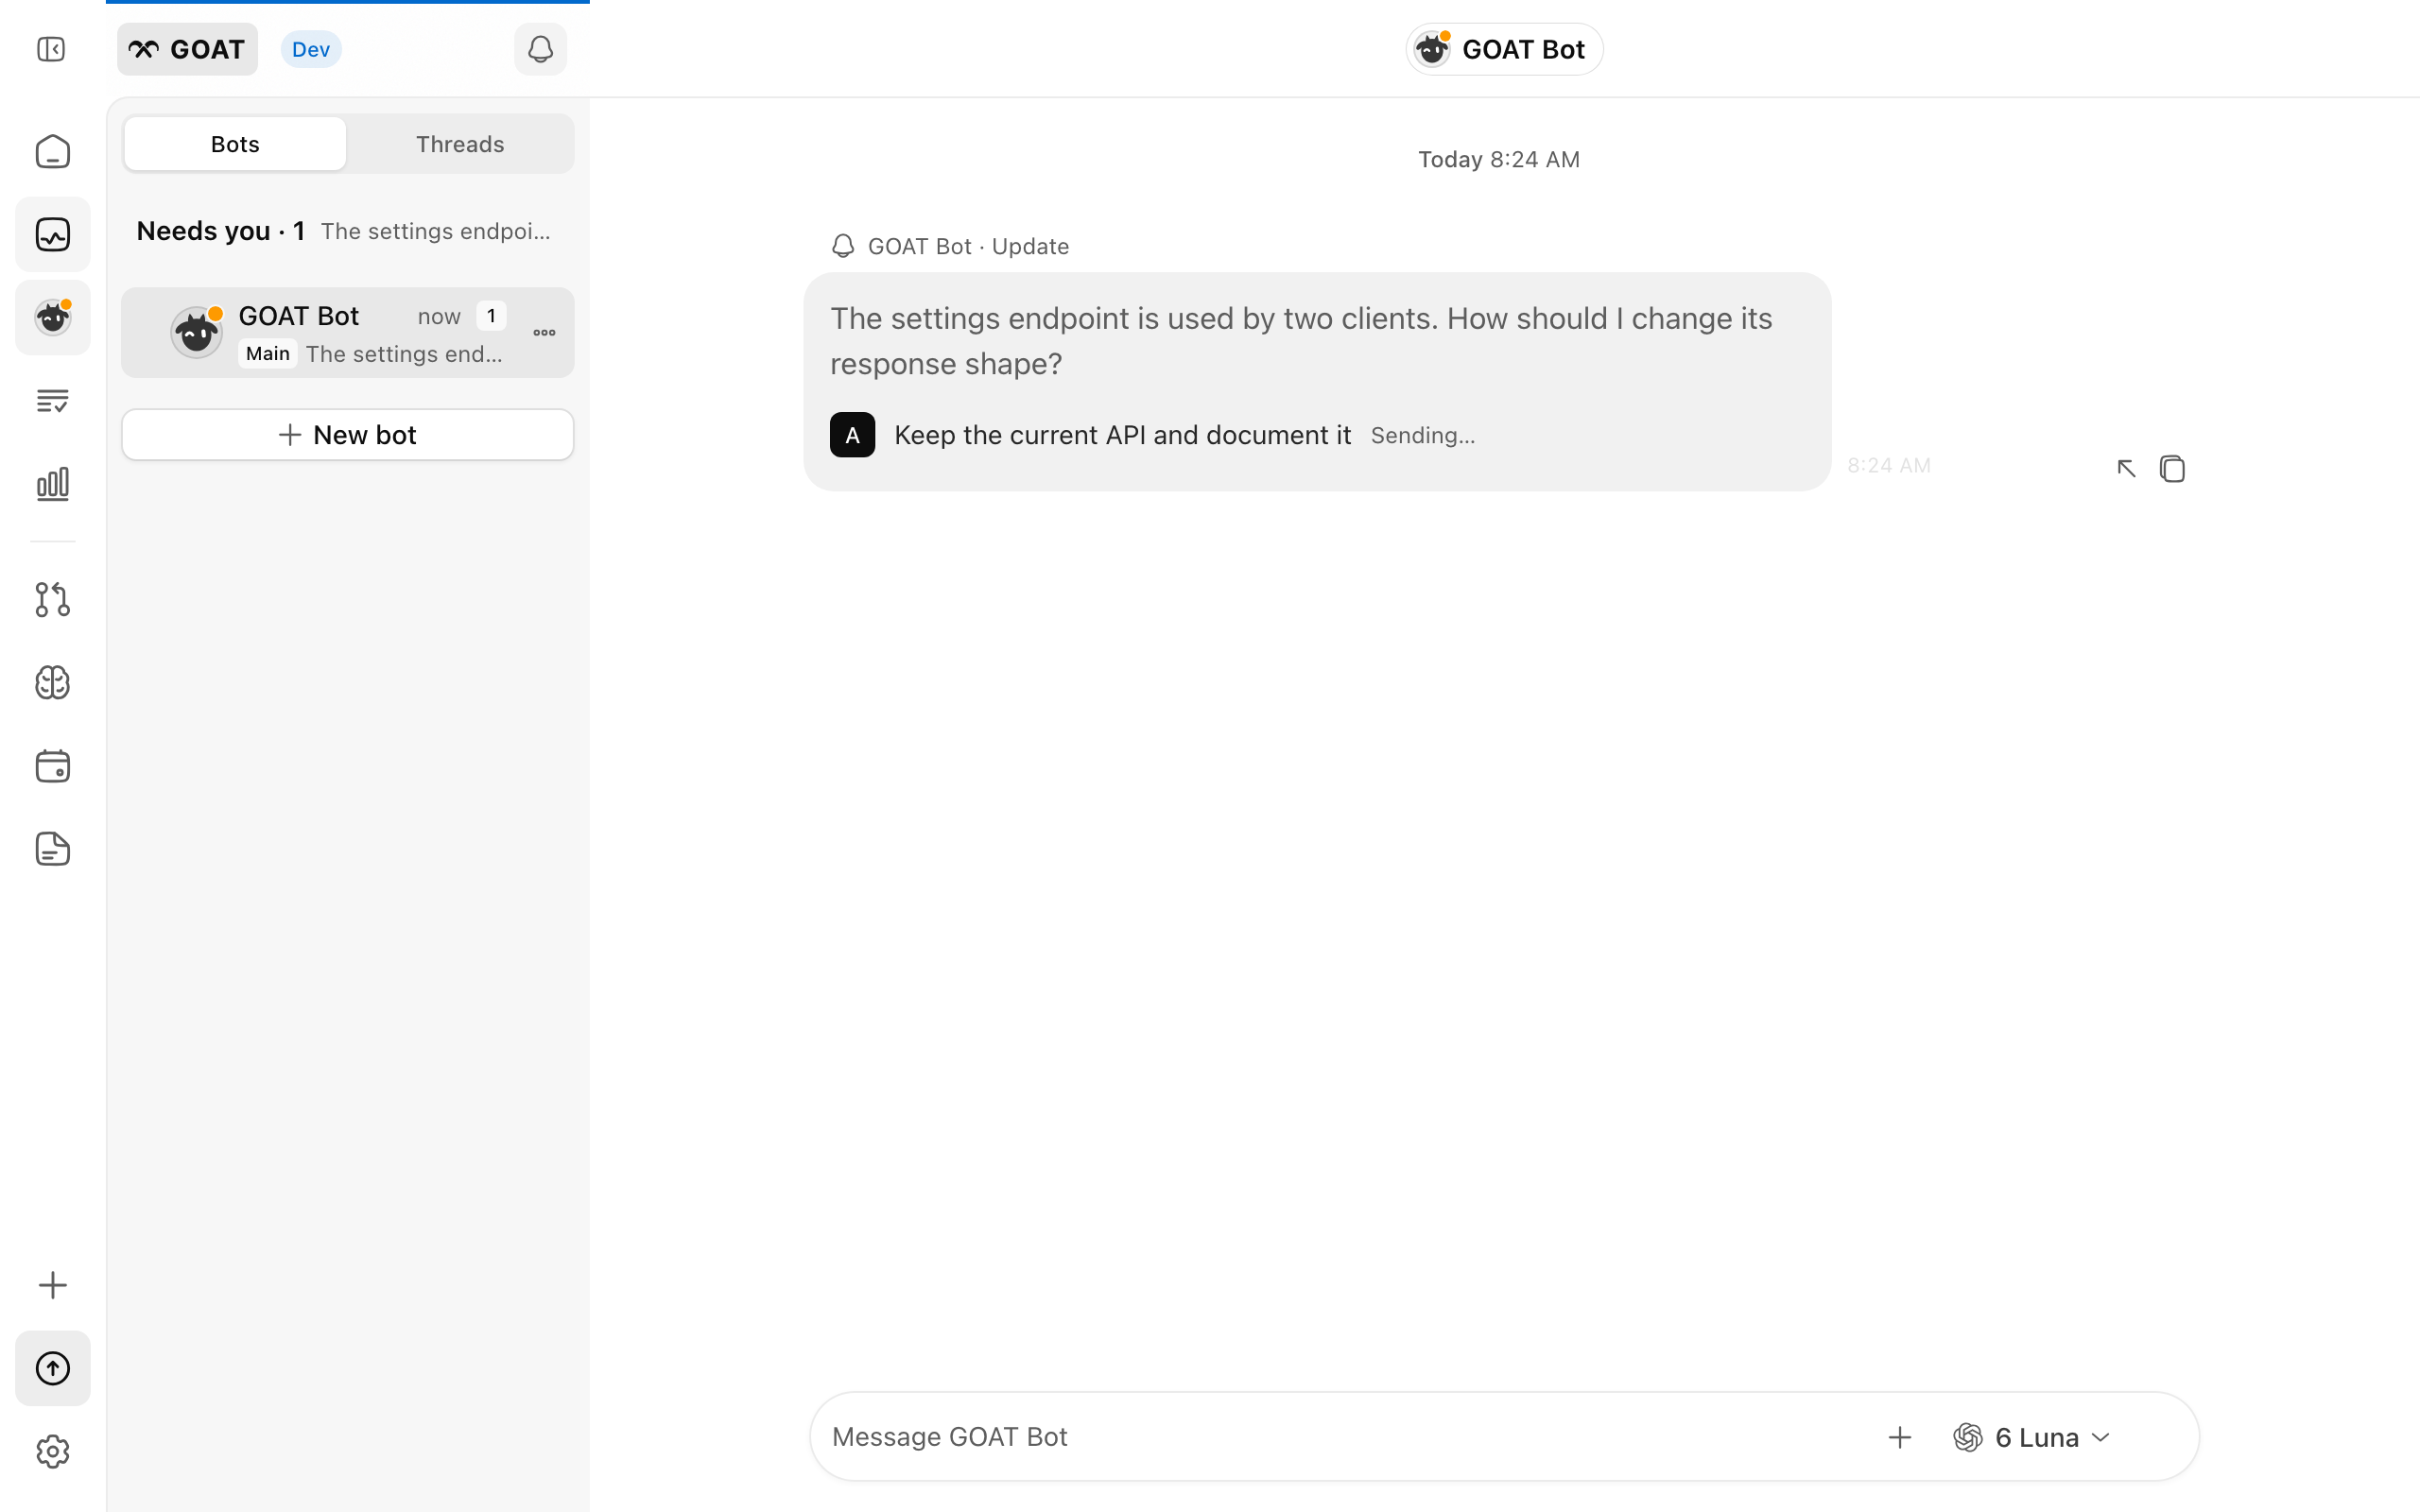 GOAT
Dev
GOAT Bot
Bots
Threads
Today 8:24 AM
Needs you · 1 The settings endpoi...
GOAT Bot · Update
GOAT Bot now 1
Main The settings end...
The settings endpoint is used by two clients. How should I change its
response shape?
New bot
A Keep the current API and document it Sending...
8:24 AM
Message GOAT Bot
6 Luna